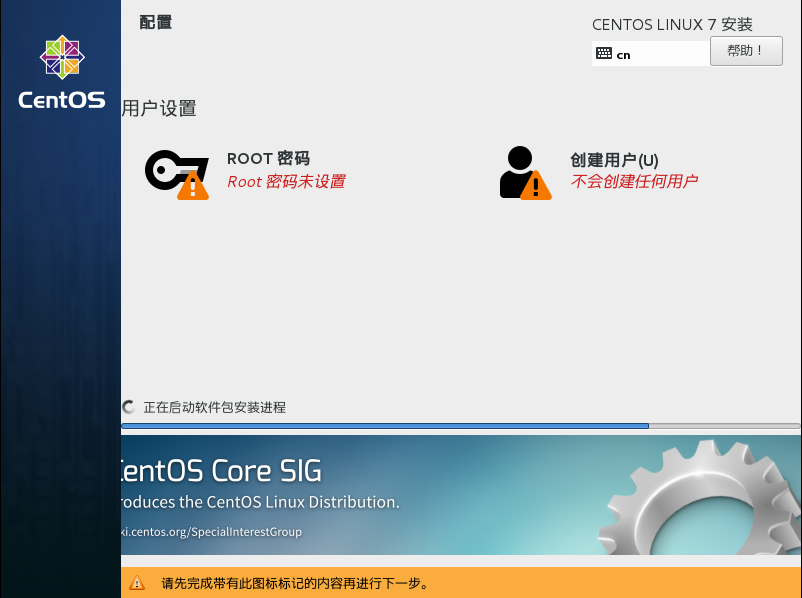 配置
CENTOS LINUX 7 安装
cn
帮助！
CentOS
用户设置
ROOT 密码
Root 密码未设置
创建用户(U)
不会创建任何用户
正在启动软件包安装进程
CentOS Core SIG
roduces the CentOS Linux Distribution.
ki.centos.org/SpecialInterestGroup
请先完成带有此图标标记的内容再进行下一步。